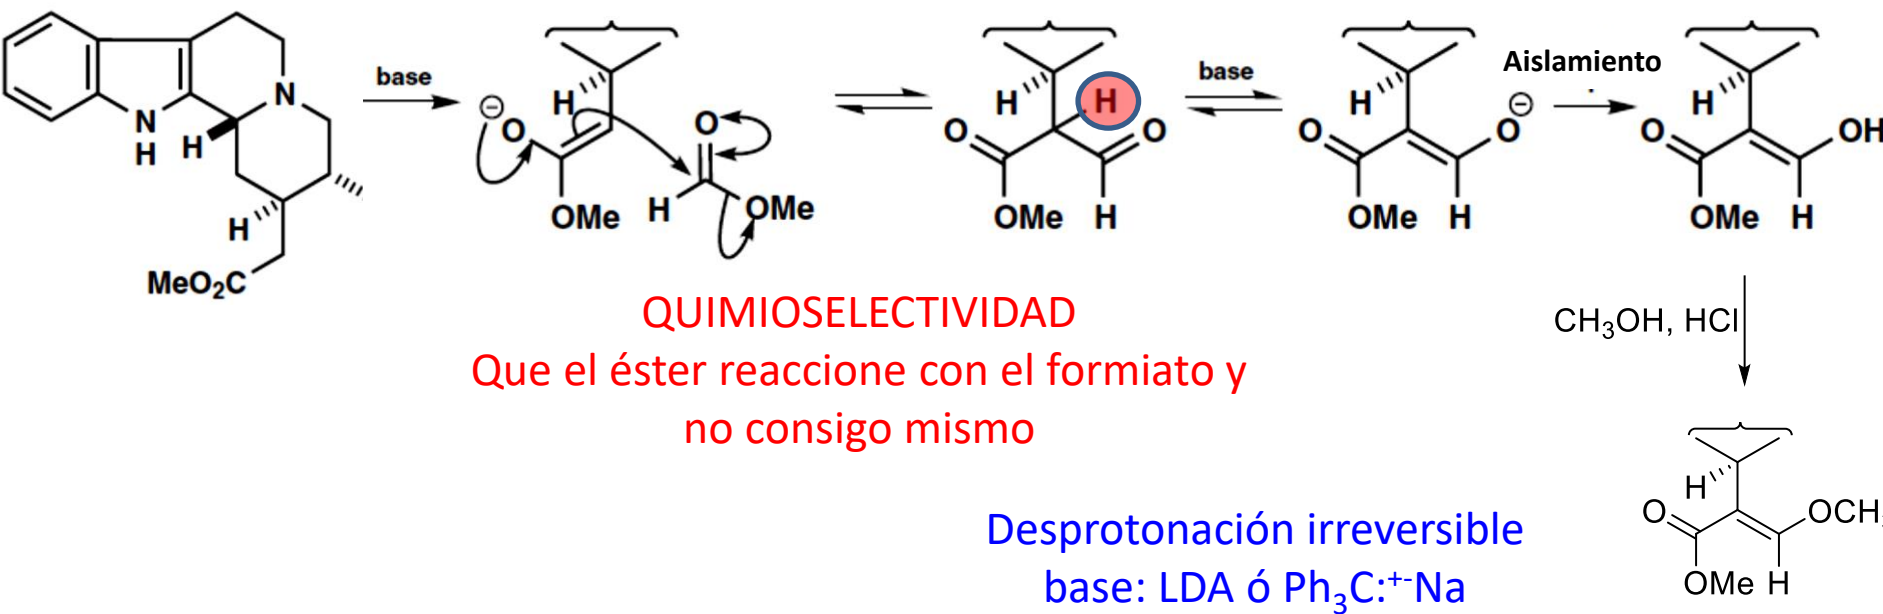 base
N
N
H
H
H
MeO₂C
⊖
O
H
O
OMe
H
OMe
H
H
O
O
OMe
H
base
H
O
O
⊖
OMe
H
Aislamiento
H
O
OH
OMe
H
QUIMIOSELECTIVIDAD
Que el éster reaccione con el formiato y
no consigo mismo
CH₃OH, HCl
Desprotonación irreversible
base: LDA ó Ph₃C:⁺⁻Na
H
O
OCH₃
OMe
H